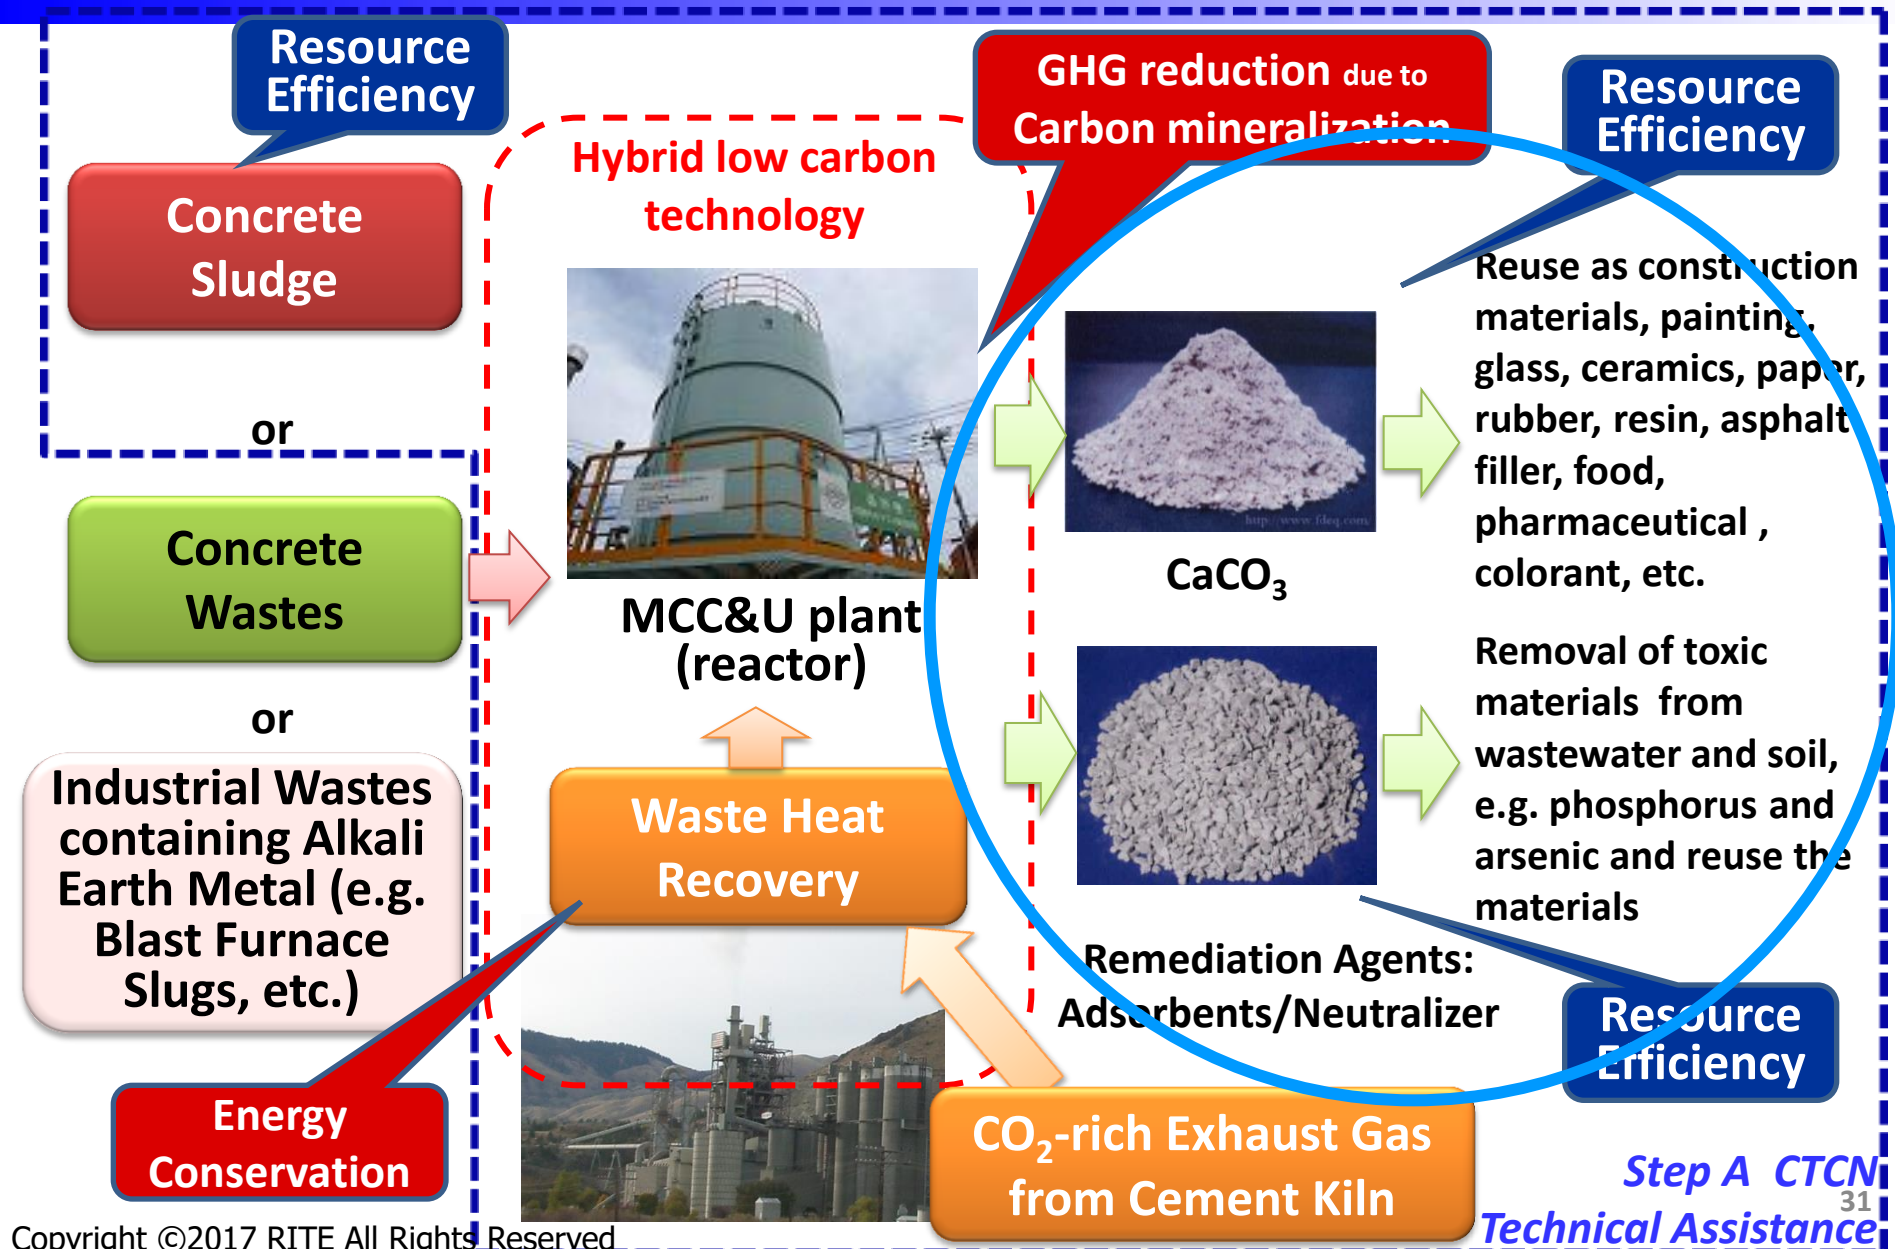 Resource
Efficiency
GHG reduction due to
Carbon mineralization
Resource
Efficiency
Hybrid low carbon
technology
Concrete
Sludge
or
Concrete
Wastes
or
Industrial Wastes
containing Alkali
Earth Metal (e.g.
Blast Furnace
Slugs, etc.)
MCC&U plant
(reactor)
Waste Heat
Recovery
http://www.fdeq.com/
CaCO₃
Reuse as construction
materials, painting,
glass, ceramics, paper,
rubber, resin, asphalt
filler, food,
pharmaceutical ,
colorant, etc.
Removal of toxic
materials from
wastewater and soil,
e.g. phosphorus and
arsenic and reuse the
materials
Remediation Agents:
Adsorbents/Neutralizer
Resource
Efficiency
Energy
Conservation
CO₂-rich Exhaust Gas
from Cement Kiln
Step A CTCN
Technical Assistance
31
Copyright ©2017 RITE All Rights Reserved